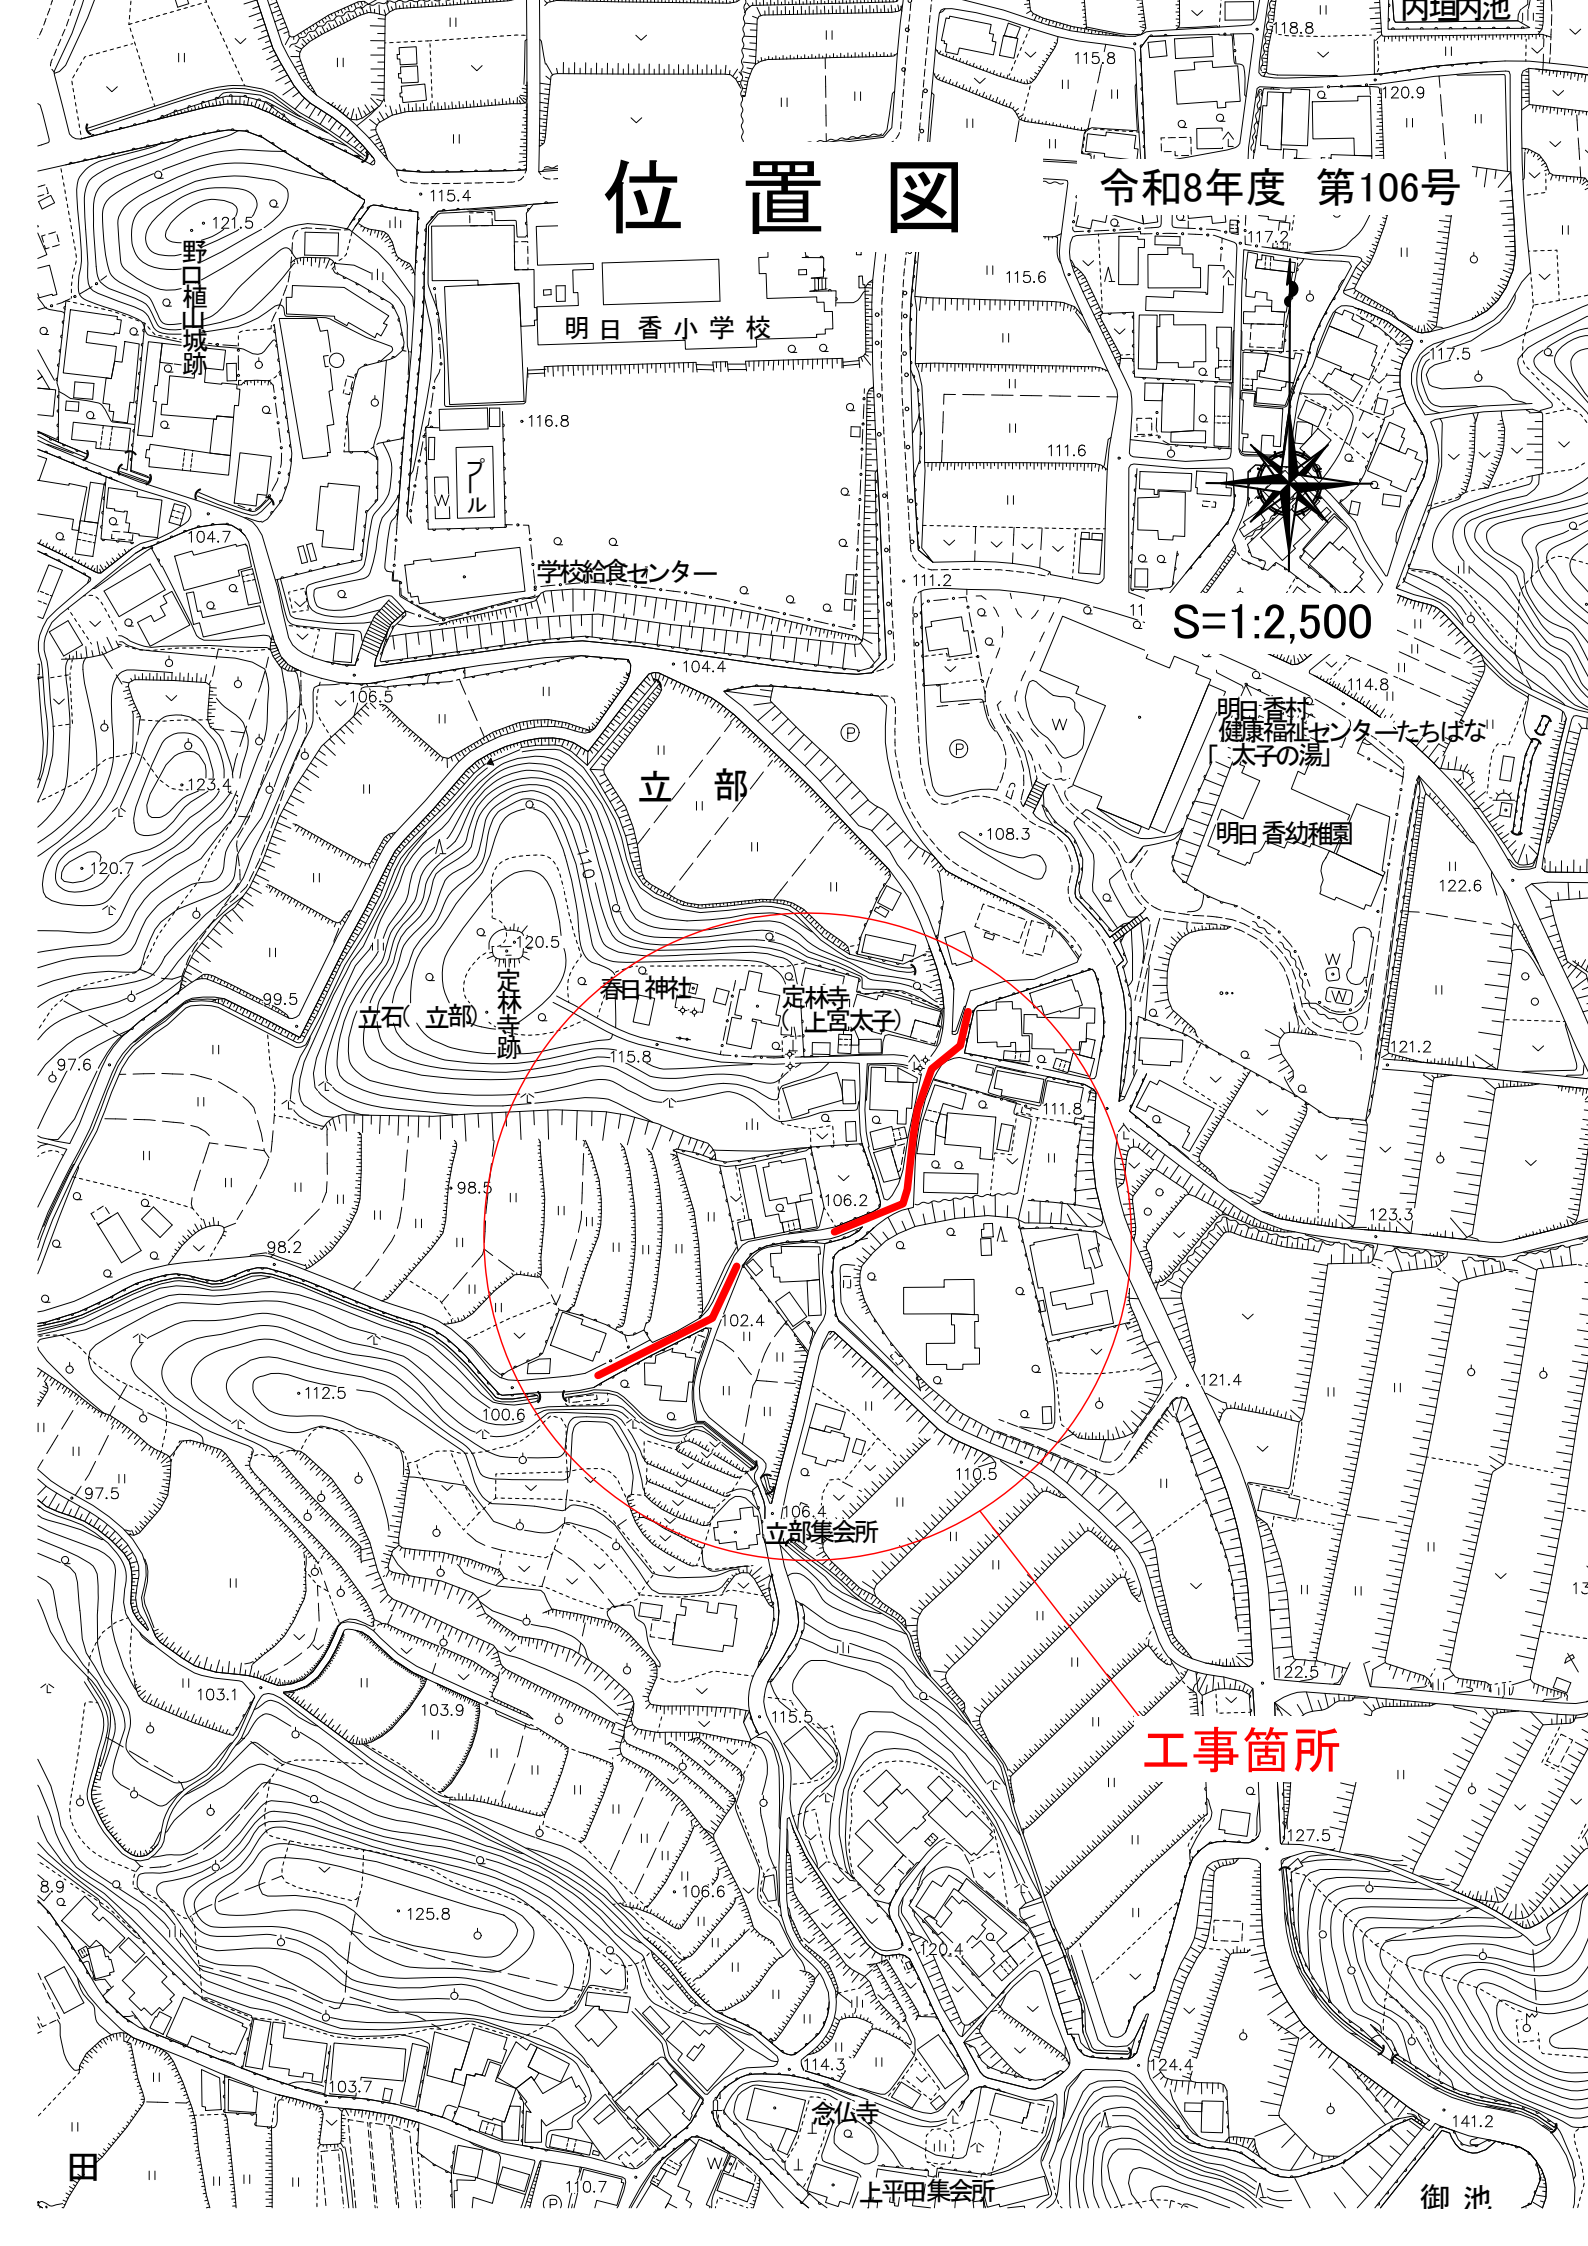 内垣内池
118.8
115.8
120.9
位置図
令和8年度 第106号
115.4
121.5
117.2
野口植山城跡
115.6
明日香小学校
117.5
116.8
111.6
プール
W
104.7
学校給食センター
111.2
S=1:2,500
104.4
106.5
114.8
明日香村
健康福祉センターたちばな
「太子の湯」
P
P
W
立部
123.4
108.3
明日香幼稚園
120.7
110
122.6
120.5
W
W
定林寺跡
春日神社
定林寺
(上宮太子)
99.5
立石(立部)
121.2
97.6
115.8
111.8
98.5
106.2
123.3
98.2
102.4
121.4
112.5
100.6
110.5
97.5
106.4
立部集会所
122.5
103.1
103.9
115.5
工事箇所
127.5
8.9
106.6
125.8
120.4
114.3
124.4
103.7
念仏寺
141.2
田
W
110.7
P
上平田集会所
御池